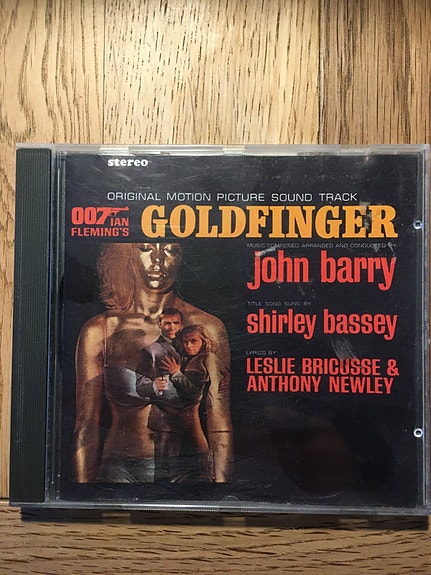 stereo
ORIGINAL MOTION PICTURE SOUND TRACK
007 IAN
FLEMING'S
GOLDFINGER
MUSIC COMPOSED ARRANGED AND CONDUCTED BY
john barry
TITLE SONG SUNG BY
shirley bassey
LYRICS BY
LESLIE BRICUSSE &
ANTHONY NEWLEY